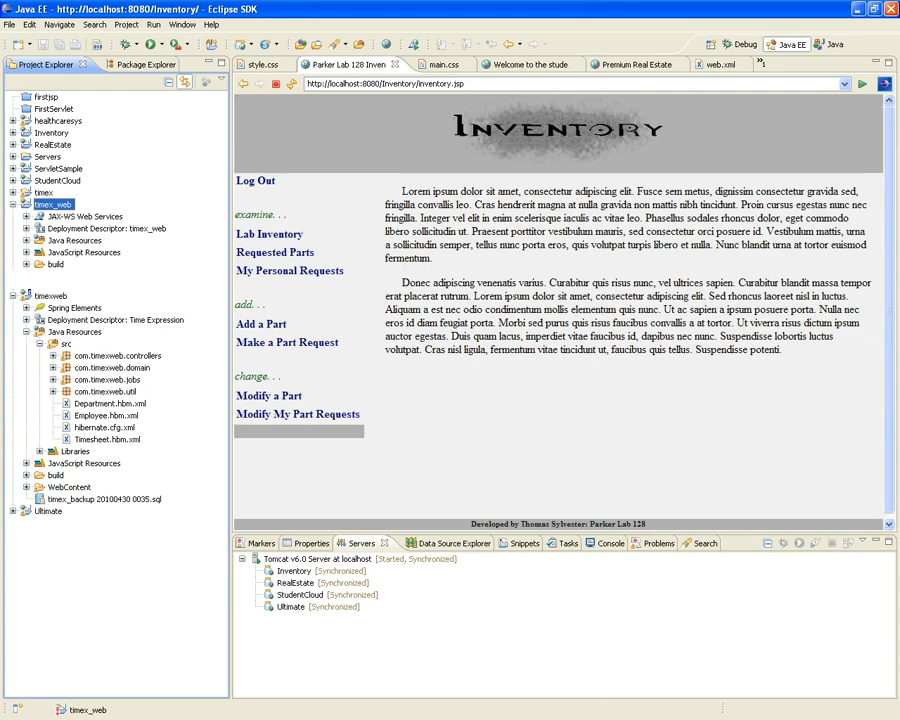 Java EE - http://localhost:8080/Inventory/ - Eclipse SDK
File Edit Navigate Search Project Run Window Help
Debug Java EE Java
Project Explorer Package Explorer
style.css Parker Lab 128 Inven main.css Welcome to the stude Premium Real Estate web.xml »1
http://localhost:8080/Inventory/inventory.jsp
firstjsp
FirstServlet
healthcaresys
Inventory
RealEstate
Servers
ServletSample
StudentCloud
timex
timex_web
JAX-WS Web Services
Deployment Descriptor: timex_web
Java Resources
JavaScript Resources
build
timexweb
Spring Elements
Deployment Descriptor: Time Expression
Java Resources
src
com.timexweb.controllers
com.timexweb.domain
com.timexweb.jobs
com.timexweb.util
Department.hbm.xml
Employee.hbm.xml
hibernate.cfg.xml
Timesheet.hbm.xml
Libraries
JavaScript Resources
build
WebContent
timex_backup 20100430 0035.sql
Ultimate
Inventory
Log Out
examine. . .
Lab Inventory
Requested Parts
My Personal Requests
add. . .
Add a Part
Make a Part Request
change. . .
Modify a Part
Modify My Part Requests
Lorem ipsum dolor sit amet, consectetur adipiscing elit. Fusce sem metus, dignissim consectetur gravida sed,
fringilla convallis leo. Cras hendrerit magna at nulla gravida non mattis nibh tincidunt. Proin cursus egestas nunc nec
fringilla. Integer vel elit in enim scelerisque iaculis ac vitae leo. Phasellus sodales rhoncus dolor, eget commodo
libero sollicitudin ut. Praesent porttitor vestibulum mauris, sed consectetur orci posuere id. Vestibulum mattis, urna
a sollicitudin semper, tellus nunc porta eros, quis volutpat turpis libero et nulla. Nunc blandit urna at tortor euismod
fermentum.
Donec adipiscing venenatis varius. Curabitur quis risus nunc, vel ultrices sapien. Curabitur blandit massa tempor
erat placerat rutrum. Lorem ipsum dolor sit amet, consectetur adipiscing elit. Sed rhoncus laoreet nisl in luctus.
Aliquam a est nec odio condimentum mollis elementum quis nunc. Ut ac sapien a ipsum posuere porta. Nulla nec
eros id diam feugiat porta. Morbi sed purus quis risus faucibus convallis a at tortor. Ut viverra risus dictum ipsum
auctor egestas. Duis quam lacus, imperdiet vitae faucibus id, dapibus nec nunc. Suspendisse lobortis luctus
volutpat. Cras nisl ligula, fermentum vitae tincidunt ut, faucibus quis tellus. Suspendisse potenti.
Developed by Thomas Sylvester: Parker Lab 128
Markers Properties Servers Data Source Explorer Snippets Tasks Console Problems Search
Tomcat v6.0 Server at localhost [Started, Synchronized]
Inventory [Synchronized]
RealEstate [Synchronized]
StudentCloud [Synchronized]
Ultimate [Synchronized]
timex_web